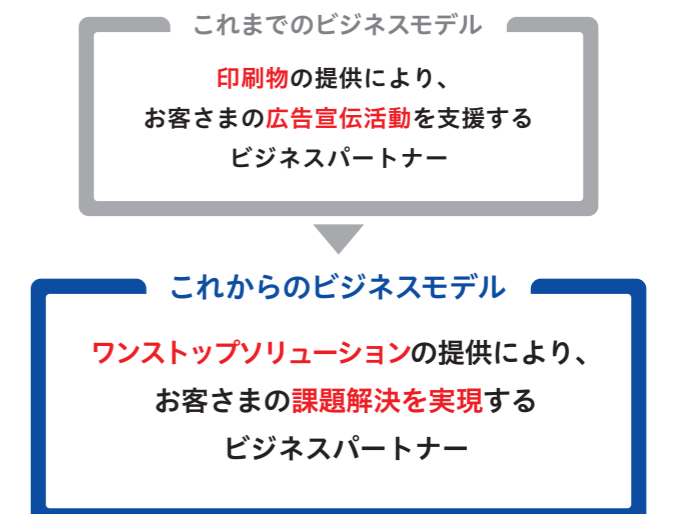 これまでのビジネスモデル
印刷物の提供により、
お客さまの広告宣伝活動を支援する
ビジネスパートナー
これからのビジネスモデル
ワンストップソリューションの提供により、
お客さまの課題解決を実現する
ビジネスパートナー